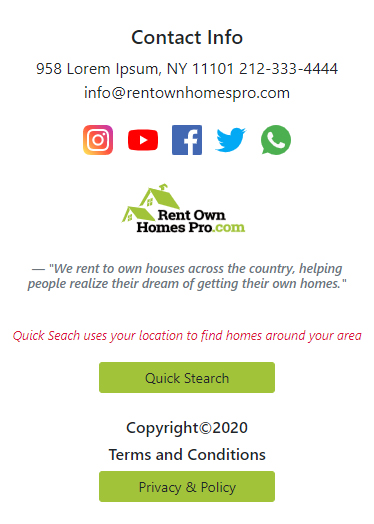 Contact Info
958 Lorem Ipsum, NY 11101 212-333-4444
info@rentownhomespro.com
Rent Own
Homes Pro.com
— "We rent to own houses across the country, helping
people realize their dream of getting their own homes."
Quick Seach uses your location to find homes around your area
Quick Stearch
Copyright©2020
Terms and Conditions
Privacy & Policy